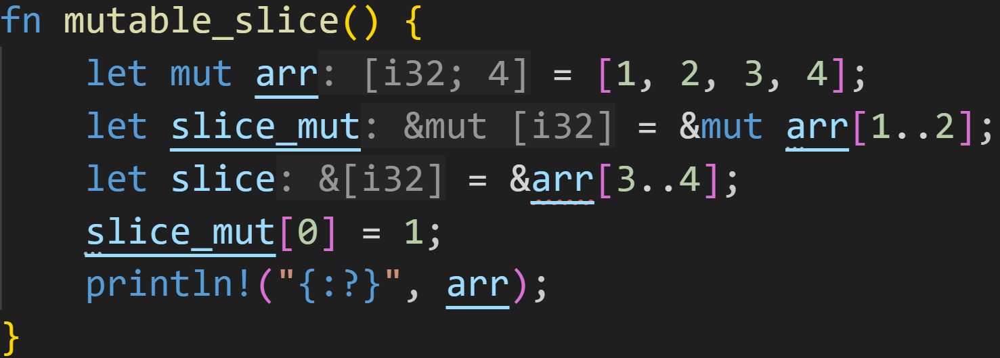 fn mutable_slice() {
    let mut arr: [i32; 4] = [1, 2, 3, 4];
    let slice_mut: &mut [i32] = &mut arr[1..2];
    let slice: &[i32] = &arr[3..4];
    slice_mut[0] = 1;
    println!("{:?}", arr);
}